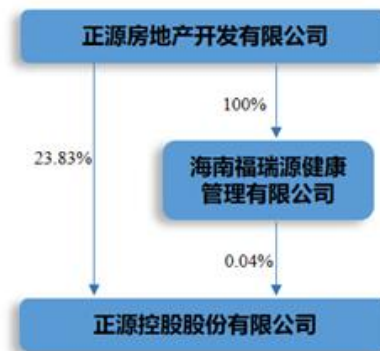 正源房地产开发有限公司
100%
23.83%
海南福瑞源健康
管理有限公司
0.04%
正源控股股份有限公司